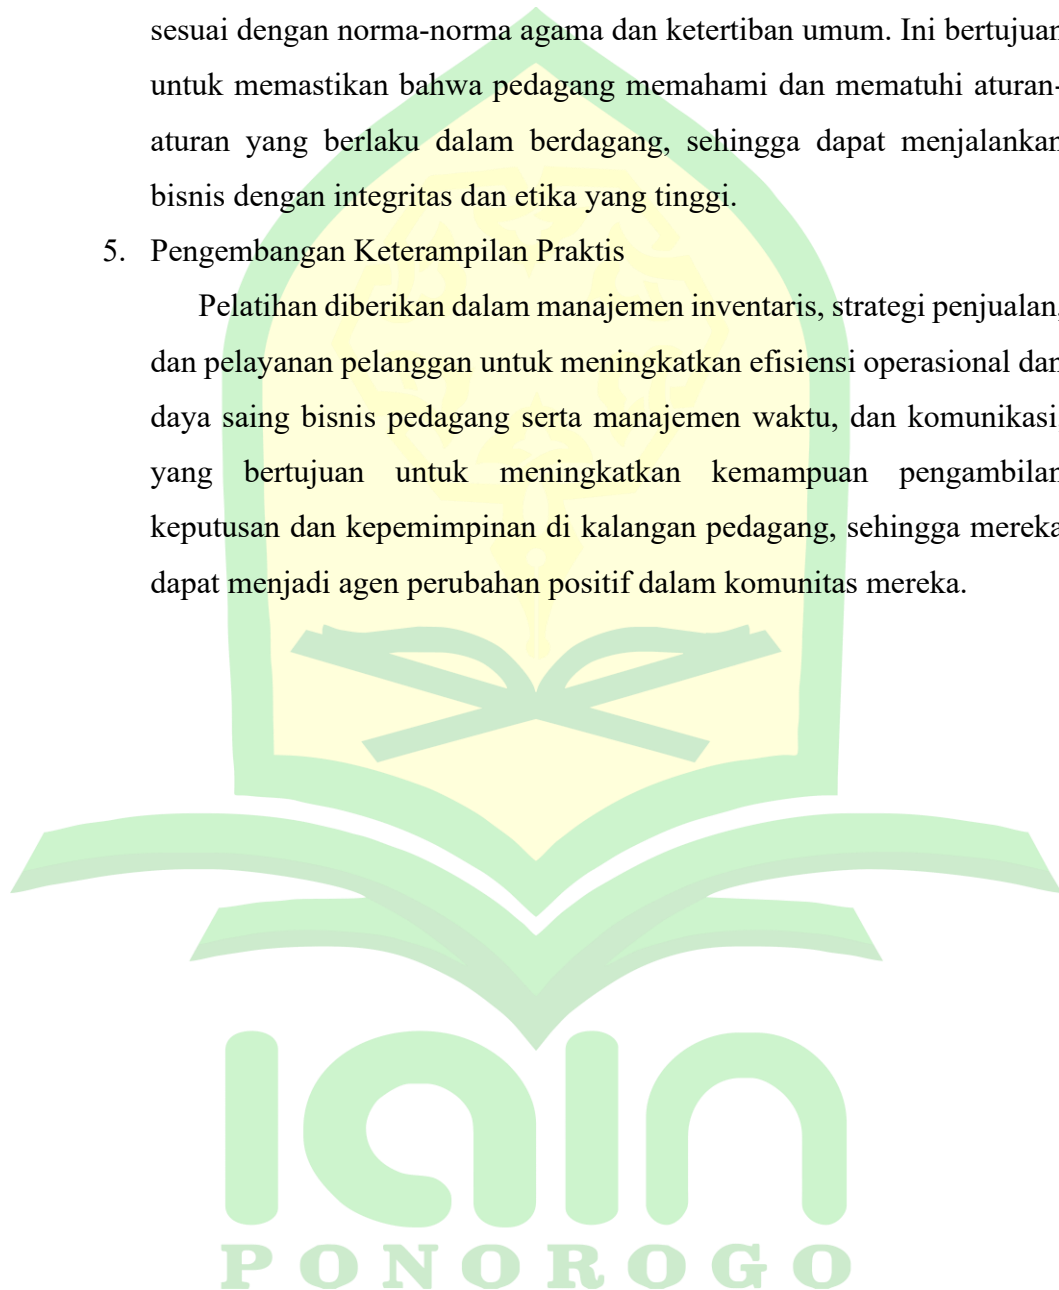 sesuai dengan norma-norma agama dan ketertiban umum. Ini bertujuan
untuk memastikan bahwa pedagang memahami dan mematuhi aturan-
aturan yang berlaku dalam berdagang, sehingga dapat menjalankan
bisnis dengan integritas dan etika yang tinggi.
5. Pengembangan Keterampilan Praktis
Pelatihan diberikan dalam manajemen inventaris, strategi penjualan,
dan pelayanan pelanggan untuk meningkatkan efisiensi operasional dan
daya saing bisnis pedagang serta manajemen waktu, dan komunikasi
yang bertujuan untuk meningkatkan kemampuan pengambilan
keputusan dan kepemimpinan di kalangan pedagang, sehingga mereka
dapat menjadi agen perubahan positif dalam komunitas mereka.
iain
PONOROGO